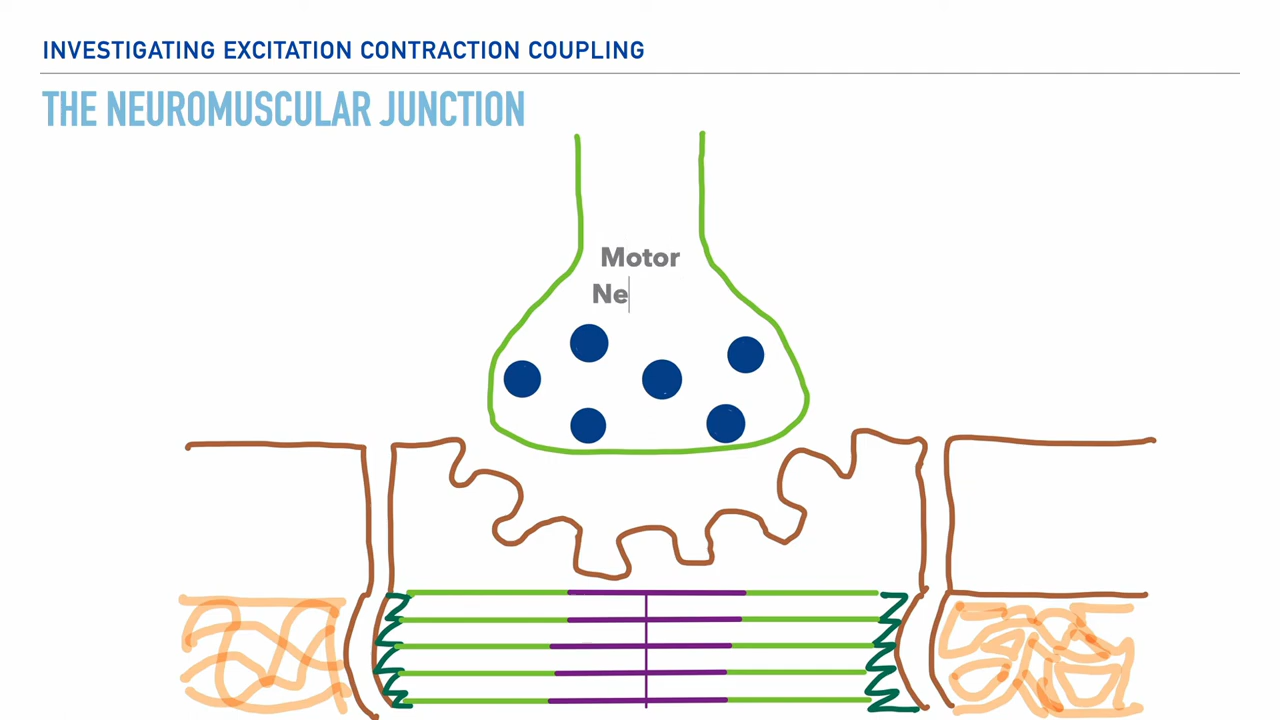 INVESTIGATING EXCITATION CONTRACTION COUPLING
THE NEUROMUSCULAR JUNCTION
Motor
Ne